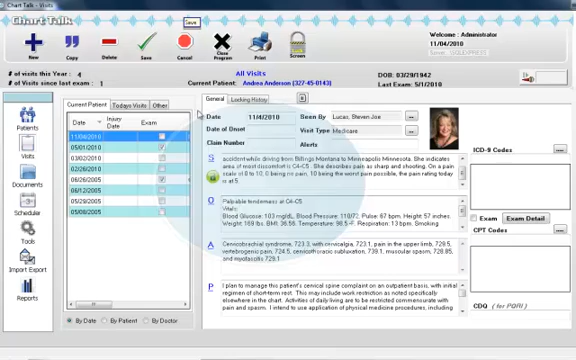 Chart Talk - Visits
Chart Talk
Save
New
Copy
Delete
Save
Cancel
Close Program
Print
Screen
Welcome : Administrator
11/04/2010
# of visits this Year : 4
# of Visits since last exam : 1
All Visits
Current Patient: Andrea Anderson (327-45-0143)
DOB: 03/29/1942
Last Exam: 5/1/2010
Patients
Visits
Documents
Scheduler
Tools
Import Export
Reports
Current Patient
Todays Visits
Other
Date
Injury Date
Exam
11/04/2010
05/01/2010
03/02/2010
02/26/2010
06/26/2005
06/12/2005
05/29/2005
05/08/2005
By Date
By Patient
By Doctor
General
Locking History
Date 11/4/2010
Seen By Lucas, Steven Joe
Date of Onset
Visit Type Medicare
Claim Number
Alerts
S accident while driving from Billings Montana to Minneapolis Minnesota. She indicates
area of most discomfort is C4-C5. She describes the pain as sharp and shooting. On a pain
scale of 0 to 10, 0 being no pain, 10 being the worst pain possible, the pain rating today
is at 5.
O Palpable tenderness at C4-C5
Vitals:
Blood Glucose: 103 mg/dL, Blood Pressure: 110/72, Pulse: 67 bpm, Height: 57 inches
Weight: 169 lbs, BMI: 36.56, Temperature: 98.5, F, Respiration: 13 bpm
A Cervicobrachial syndrome, 723.3, with cervicalgia, 723.1, pain in the upper limb, 729.5,
vertebrogenic pain, 724.5, cervicothoracic subluxation, 739.1, muscular spasm, 728.85,
and myofascitis 729.1
P I plan to manage this patient's cervical spine complaint on an outpatient basis, with initial
regimen of short-term rest. This may include work restriction as noted specifically
elsewhere in the chart. Activities of daily living are to be restricted commensurate with
pain and spasm. I intend to use application of physical medicine procedures, including
ICD-9 Codes
Exam
Exam Detail
CPT Codes
CDQ (for PQRI)